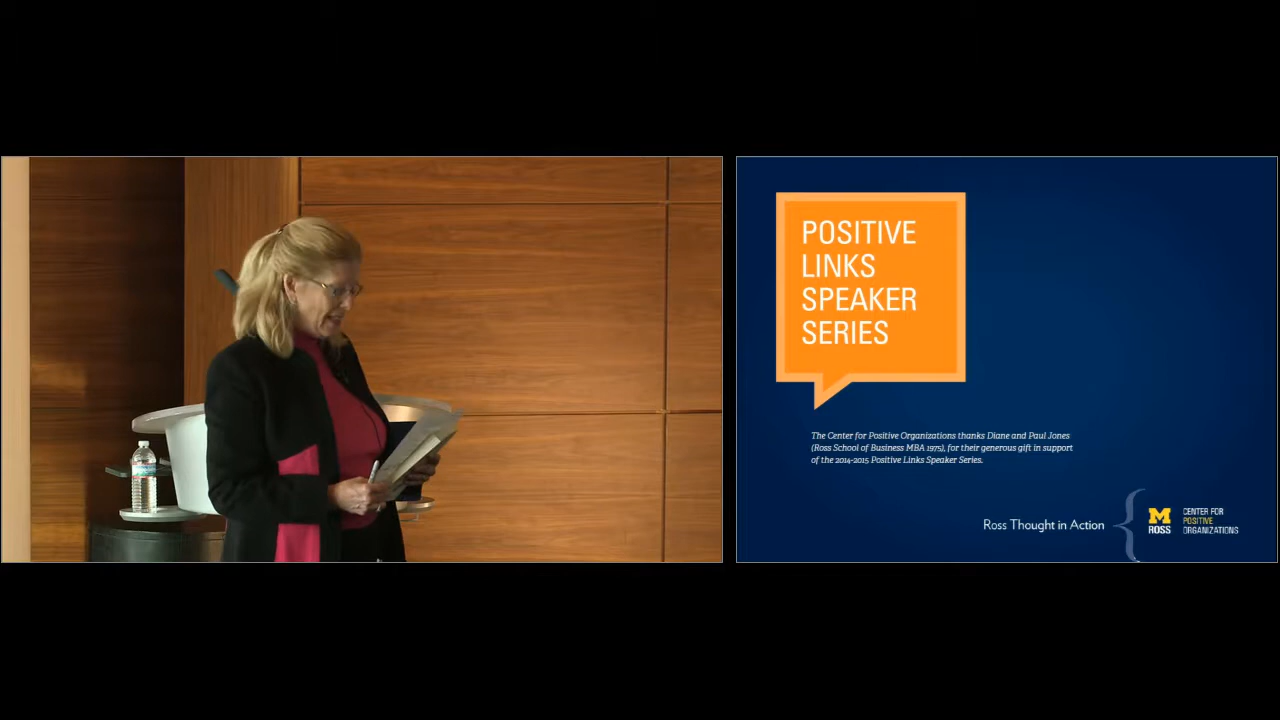 POSITIVE
LINKS
SPEAKER
SERIES
The Center for Positive Organizations thanks Diane and Paul Jones
(Ross School of Business MBA 1975), for their generous gift in support
of the 2014-2015 Positive Links Speaker Series.
Ross Thought in Action
M
ROSS
CENTER FOR
POSITIVE
ORGANIZATIONS